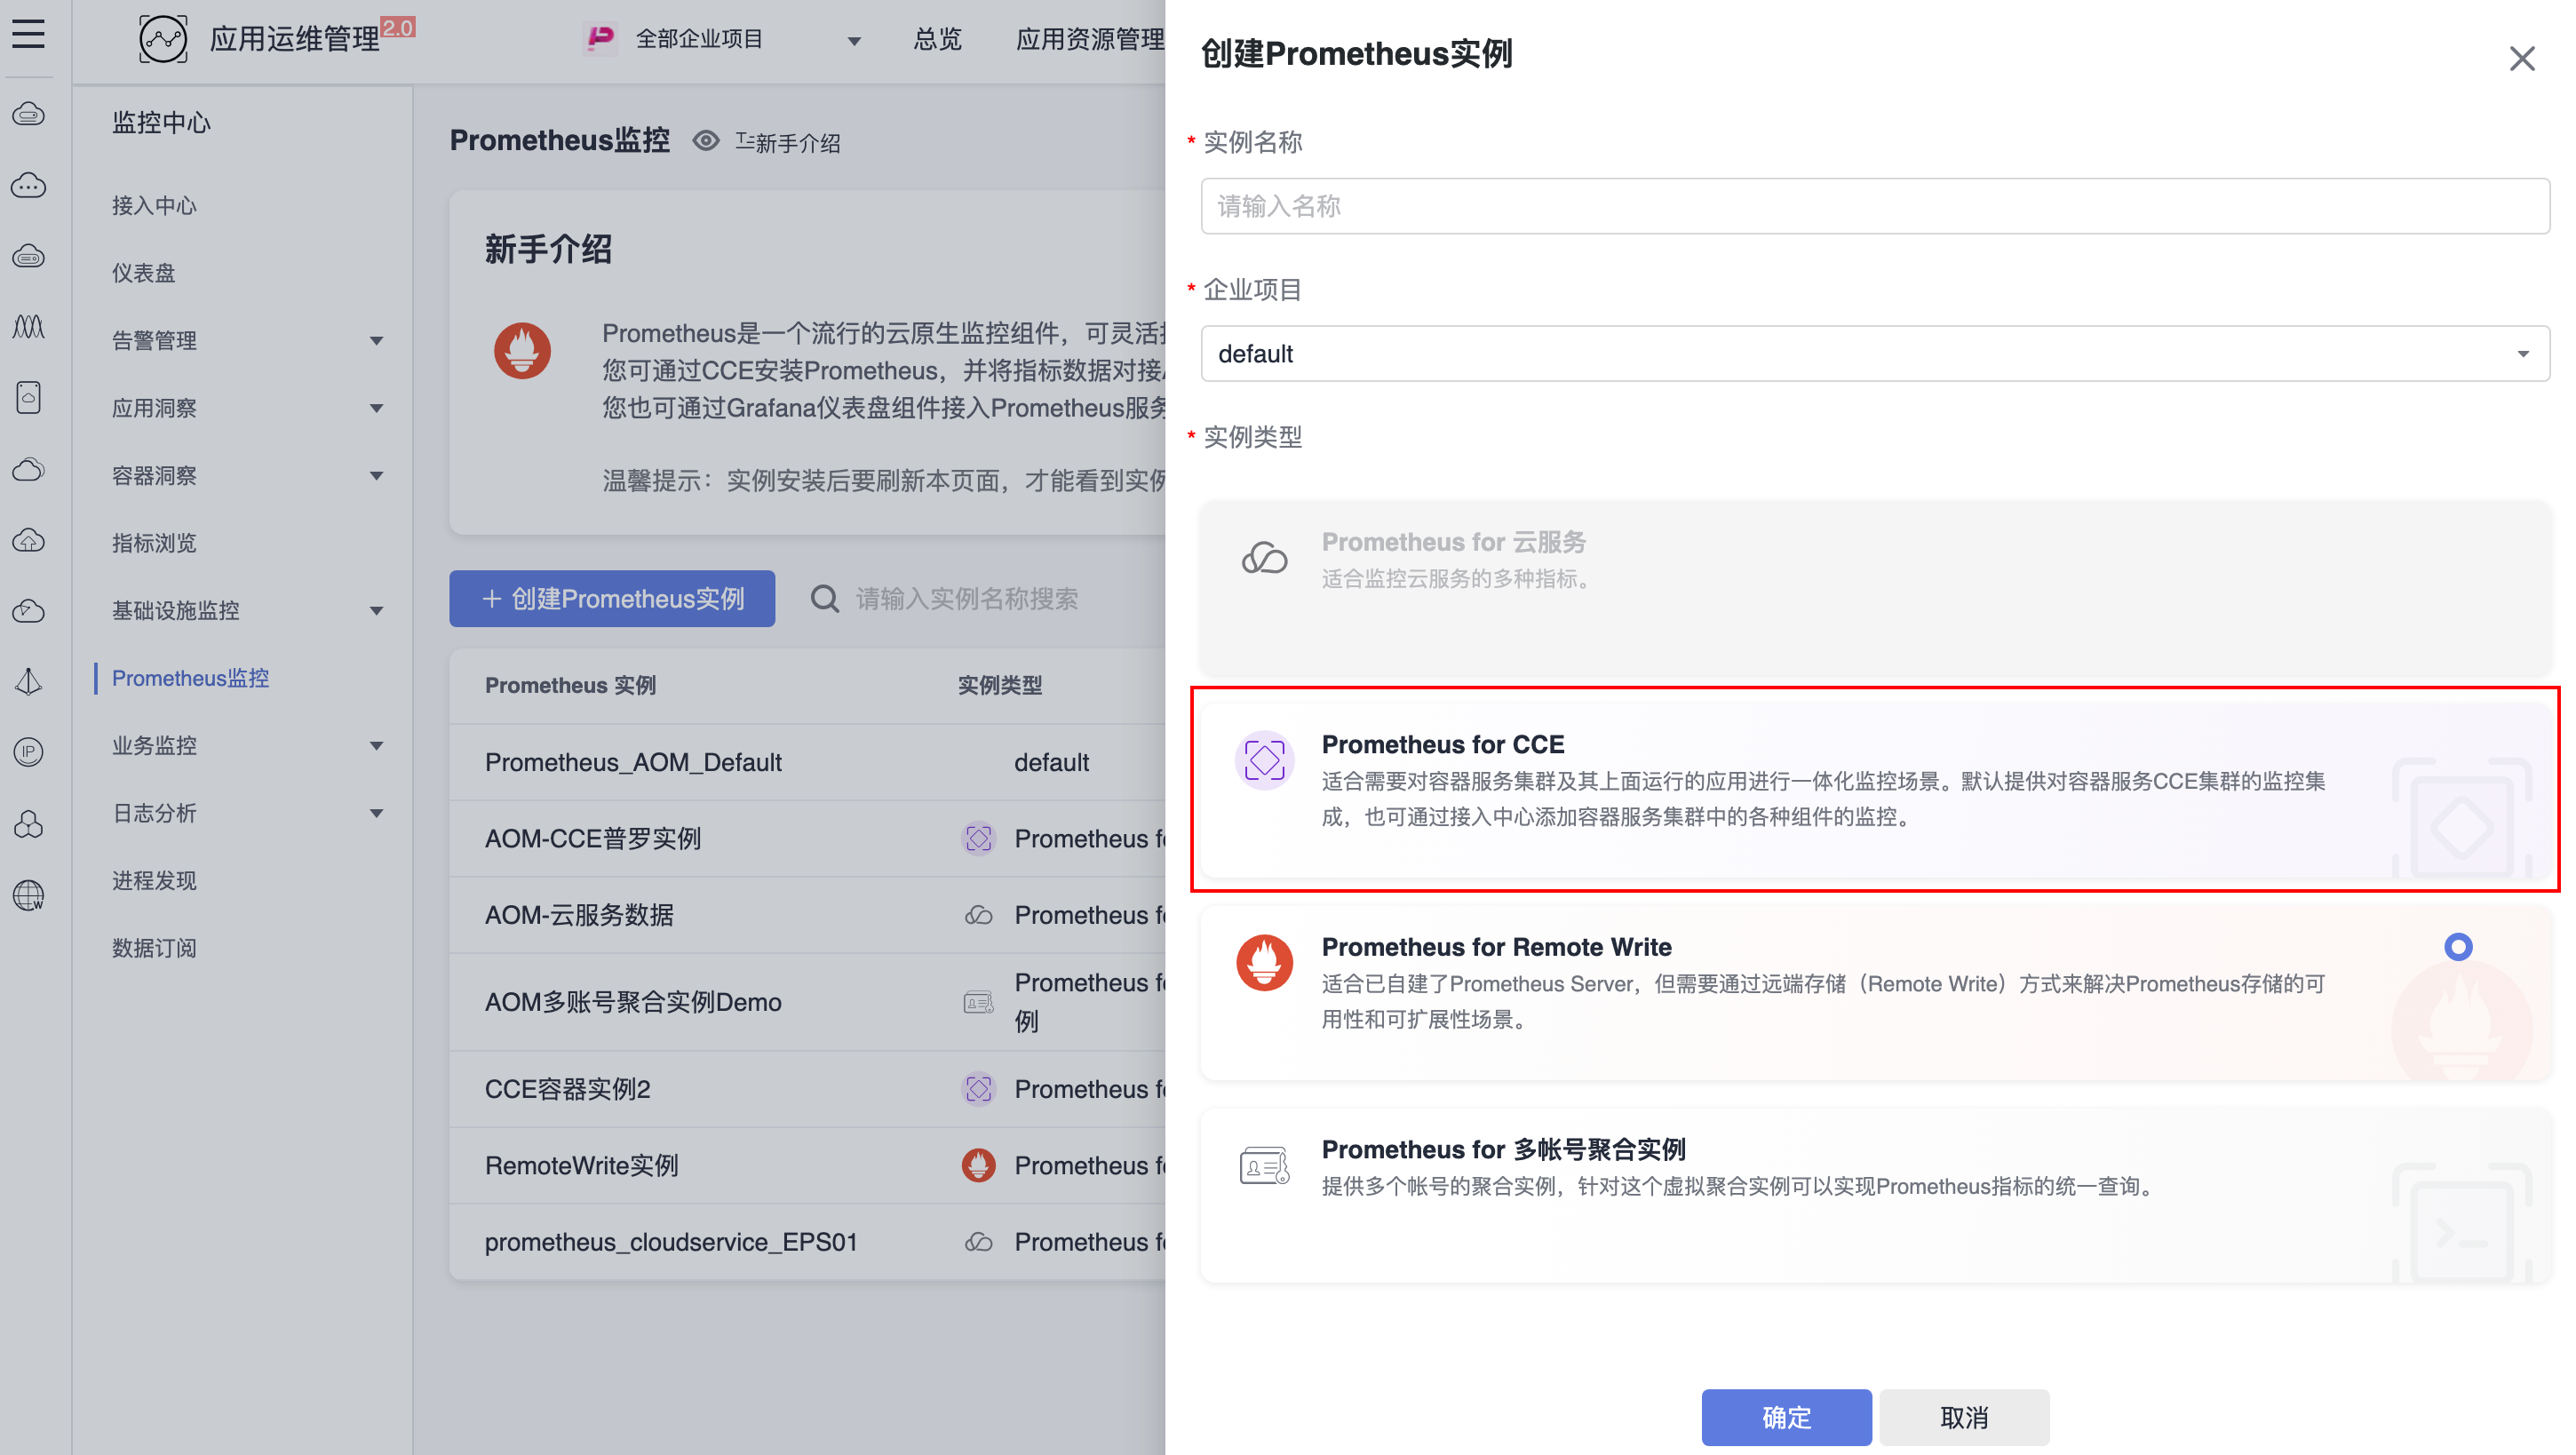 应用运维管理 2.0
全部企业项目
总览
应用资源管理
监控中心
接入中心
仪表盘
告警管理
应用洞察
容器洞察
指标浏览
基础设施监控
Prometheus监控
业务监控
日志分析
进程发现
数据订阅
IP
W
Prometheus监控
新手介绍
新手介绍
Prometheus是一个流行的云原生监控组件，可灵活
您可通过CCE安装Prometheus，并将指标数据对接
您也可通过Grafana仪表盘组件接入Prometheus服务
温馨提示：实例安装后要刷新本页面，才能看到实例
+ 创建Prometheus实例
请输入实例名称搜索
Prometheus 实例
实例类型
Prometheus_AOM_Default
default
AOM-CCE普罗实例
Prometheus fo
AOM-云服务数据
Prometheus fo
AOM多账号聚合实例Demo
Prometheus fo
例
CCE容器实例2
Prometheus fo
RemoteWrite实例
Prometheus fo
prometheus_cloudservice_EPS01
Prometheus fo
创建Prometheus实例
* 实例名称
请输入名称
* 企业项目
default
* 实例类型
Prometheus for 云服务
适合监控云服务的多种指标。
Prometheus for CCE
适合需要对容器服务集群及其上面运行的应用进行一体化监控场景。默认提供对容器服务CCE集群的监控集
成，也可通过接入中心添加容器服务集群中的各种组件的监控。
Prometheus for Remote Write
适合已自建了Prometheus Server，但需要通过远端存储（Remote Write）方式来解决Prometheus存储的可
用性和可扩展性场景。
Prometheus for 多帐号聚合实例
提供多个帐号的聚合实例，针对这个虚拟聚合实例可以实现Prometheus指标的统一查询。
确定
取消